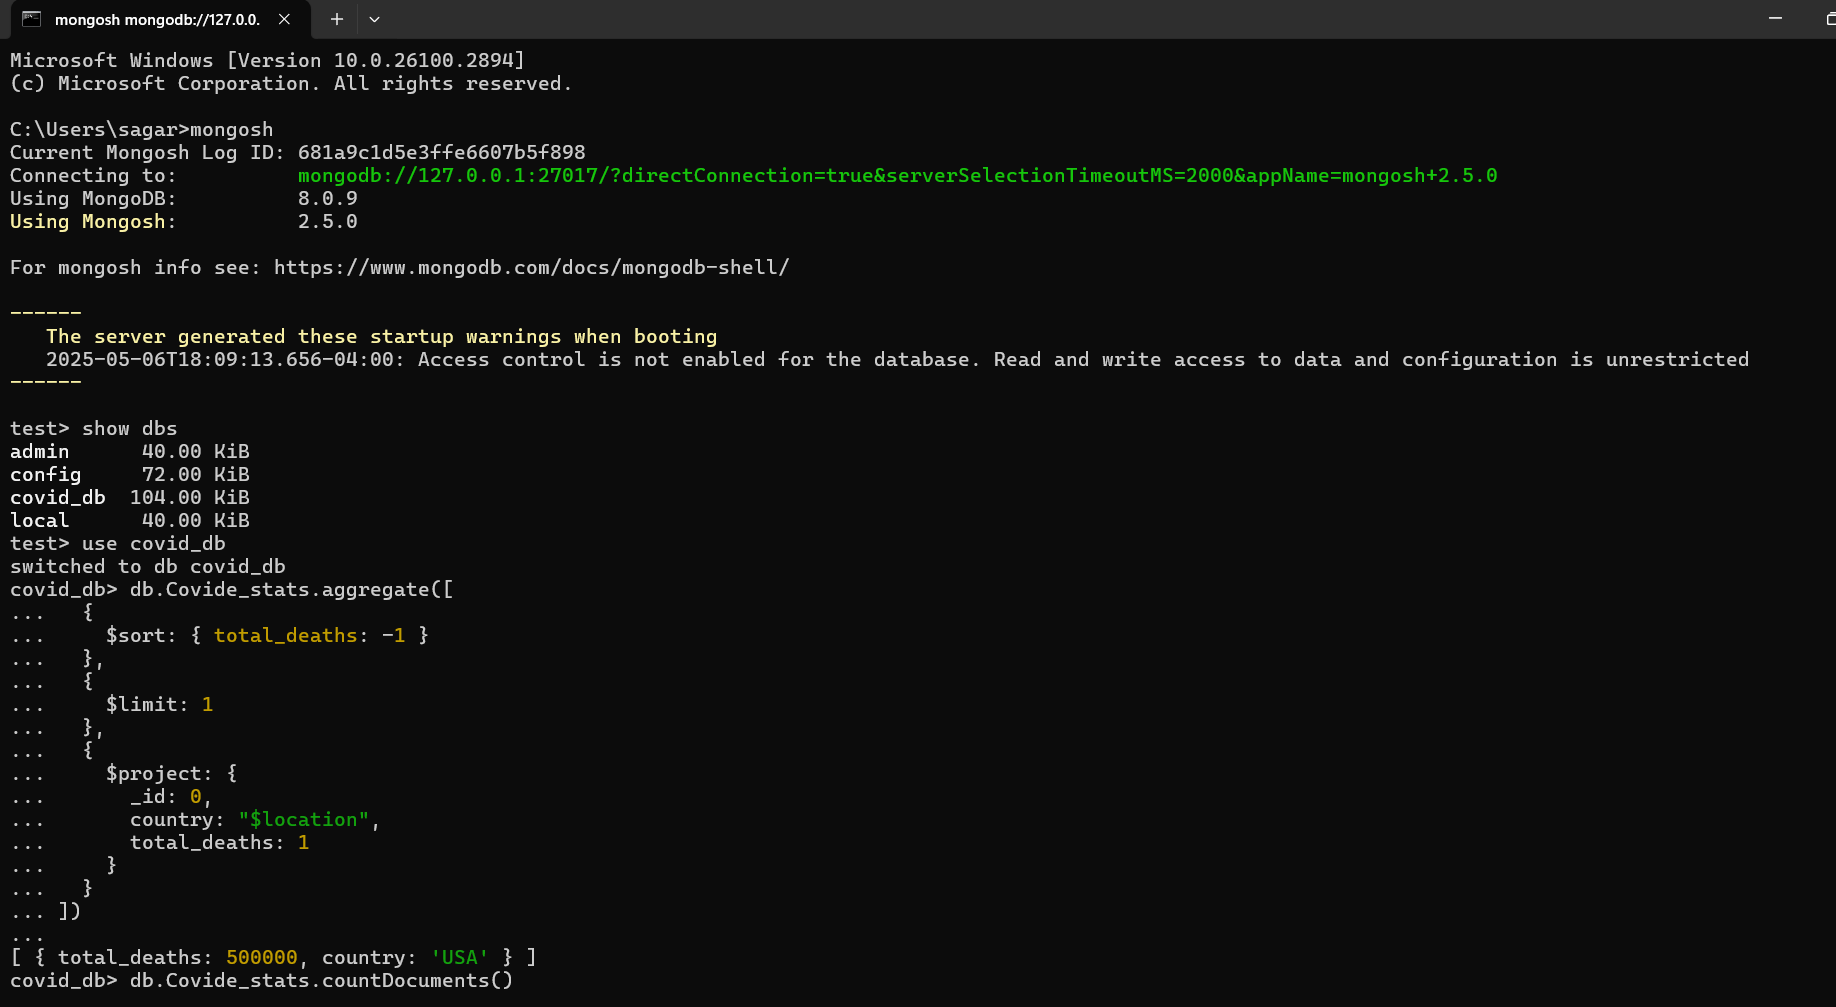 mongosh mongodb://127.0.0.
Microsoft Windows [Version 10.0.26100.2894]
(c) Microsoft Corporation. All rights reserved.
C:\Users\sagar>mongosh
Current Mongosh Log ID: 681a9c1d5e3ffe6607b5f898
Connecting to:          mongodb://127.0.0.1:27017/?directConnection=true&serverSelectionTimeoutMS=2000&appName=mongosh+2.5.0
Using MongoDB:          8.0.9
Using Mongosh:          2.5.0
For mongosh info see: https://www.mongodb.com/docs/mongodb-shell/
------
   The server generated these startup warnings when booting
   2025-05-06T18:09:13.656-04:00: Access control is not enabled for the database. Read and write access to data and configuration is unrestricted
------
test> show dbs
admin      40.00 KiB
config     72.00 KiB
covid_db  104.00 KiB
local      40.00 KiB
test> use covid_db
switched to db covid_db
covid_db> db.Covide_stats.aggregate([
...   {
...     $sort: { total_deaths: -1 }
...   },
...   {
...     $limit: 1
...   },
...   {
...     $project: {
...       _id: 0,
...       country: "$location",
...       total_deaths: 1
...     }
...   }
... ])
...
[ { total_deaths: 500000, country: 'USA' } ]
covid_db> db.Covide_stats.countDocuments()